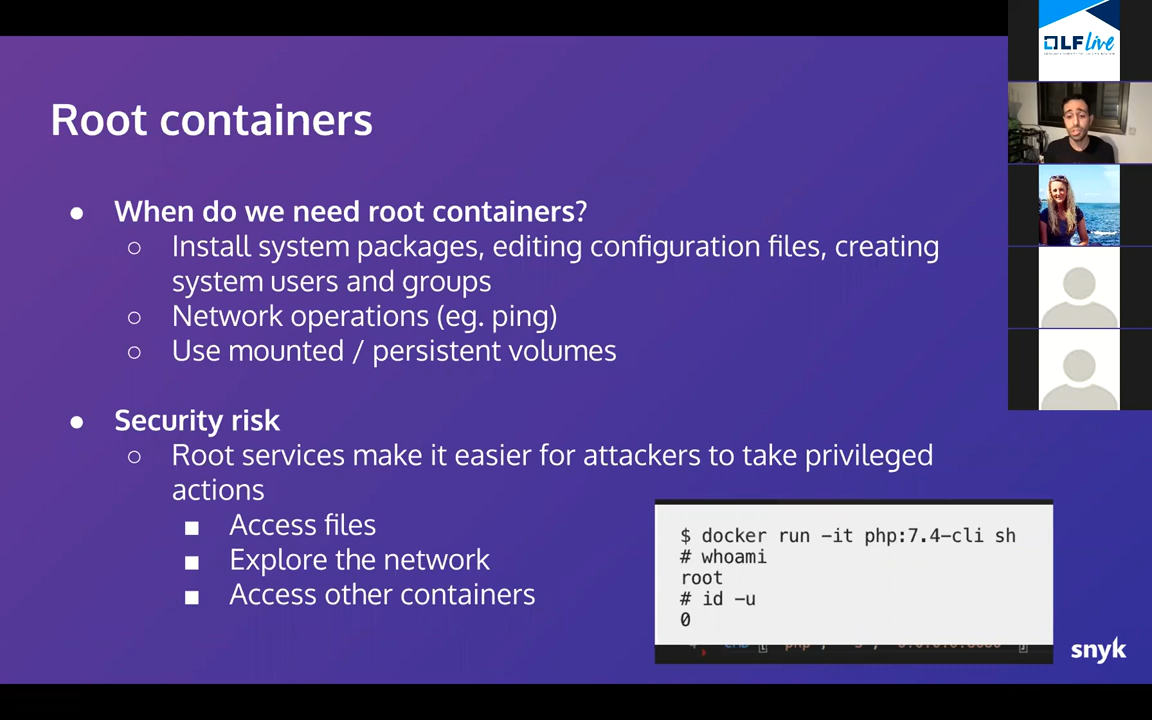 LF Live
Root containers
● When do we need root containers?
○ Install system packages, editing configuration files, creating
system users and groups
○ Network operations (eg. ping)
○ Use mounted / persistent volumes
● Security risk
○ Root services make it easier for attackers to take privileged
actions
■ Access files
■ Explore the network
■ Access other containers
$ docker run -it php:7.4-cli sh
# whoami
root
# id -u
0
snyk